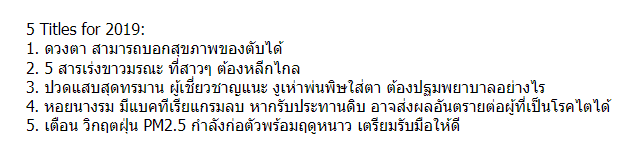 5 Titles for 2019:
1. ดวงตา สามารถบอกสุขภาพของตับได้
2. 5 สารเร่งขาวมรณะ ที่สาวๆ ต้องหลีกไกล
3. ปวดแสบสุดทรมาน ผู้เชี่ยวชาญแนะ งูเห่าพ่นพิษใส่ตา ต้องปฐมพยาบาลอย่างไร
4. หอยนางรม มีแบคทีเรียแกรมลบ หากรับประทานดิบ อาจส่งผลอันตรายต่อผู้ที่เป็นโรคไตได้
5. เตือน วิกฤตฝุ่น PM2.5 กำลังก่อตัวพร้อมฤดูหนาว เตรียมรับมือให้ดี